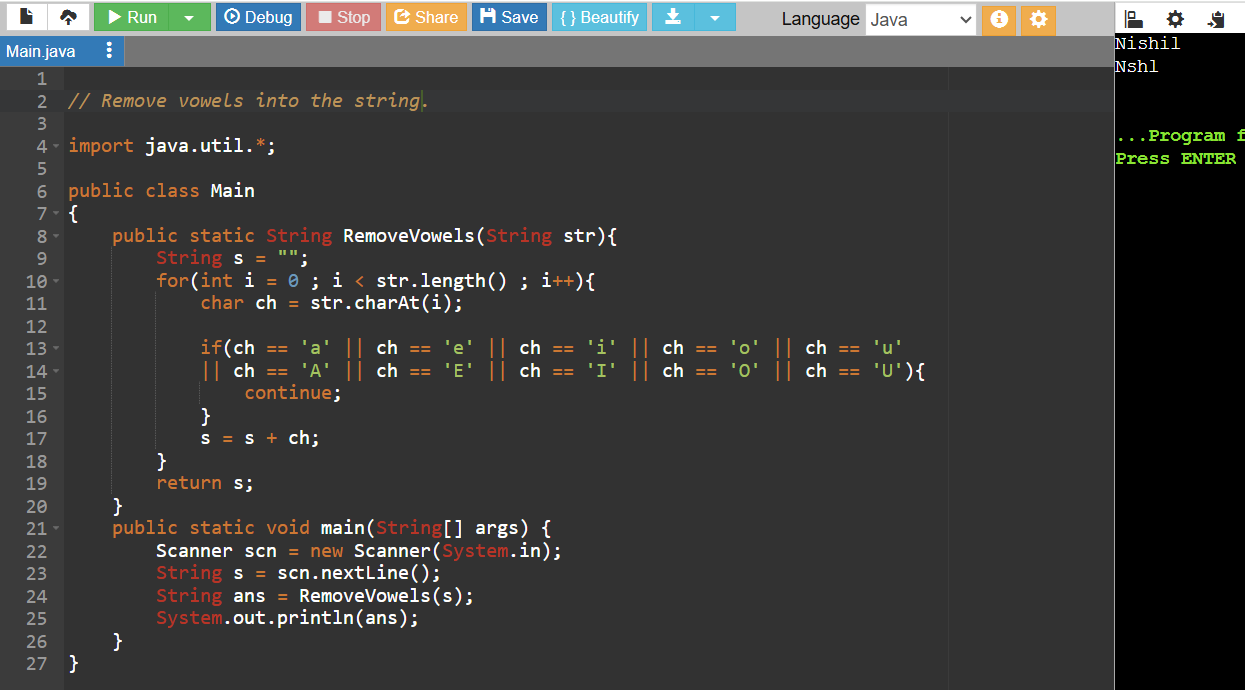 Run Debug Stop Share Save { } Beautify Language Java
Main.java
1
2 // Remove vowels into the string.
3
4 import java.util.*;
5
6 public class Main
7 {
8 public static String RemoveVowels(String str){
9 String s = "";
10 for(int i = 0 ; i < str.length() ; i++){
11 char ch = str.charAt(i);
12
13 if(ch == 'a' || ch == 'e' || ch == 'i' || ch == 'o' || ch == 'u'
14 || ch == 'A' || ch == 'E' || ch == 'I' || ch == 'O' || ch == 'U'){
15 continue;
16 }
17 s = s + ch;
18 }
19 return s;
20 }
21 public static void main(String[] args) {
22 Scanner scn = new Scanner(System.in);
23 String s = scn.nextLine();
24 String ans = RemoveVowels(s);
25 System.out.println(ans);
26 }
27 }
Nishil
Nshl
...Program f
Press ENTER